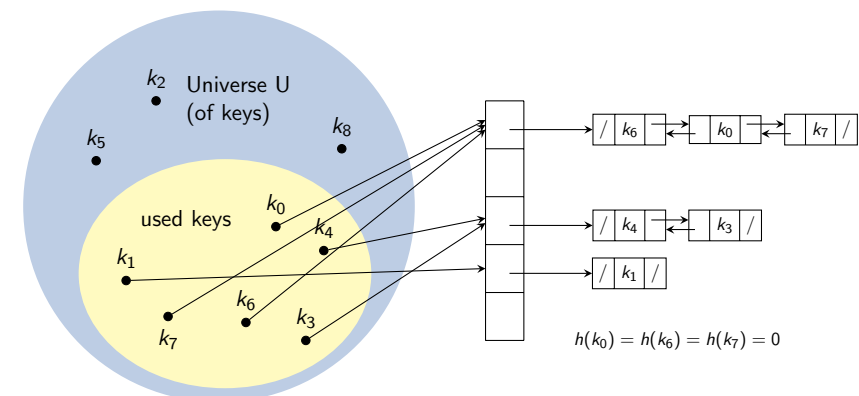 k₂
Universe U
(of keys)
k₅
k₈
used keys
k₀
k₄
k₁
k₇
k₆
k₃
/ k₆ k₀ k₇ /
/ k₄ k₃ /
/ k₁ /
h(k₀) = h(k₆) = h(k₇) = 0